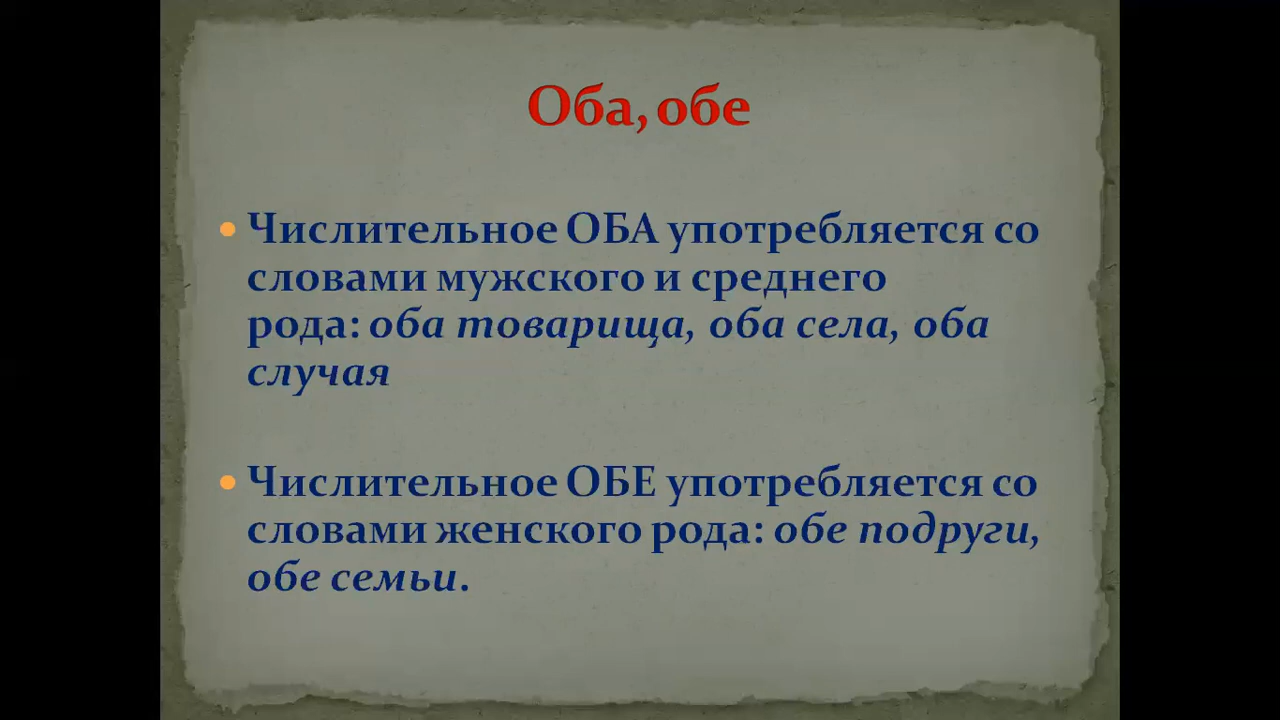 Оба, обе
Числительное ОБА употребляется со
словами мужского и среднего
рода: оба товарища, оба села, оба
случая
Числительное ОБЕ употребляется со
словами женского рода: обе подруги,
обе семьи.